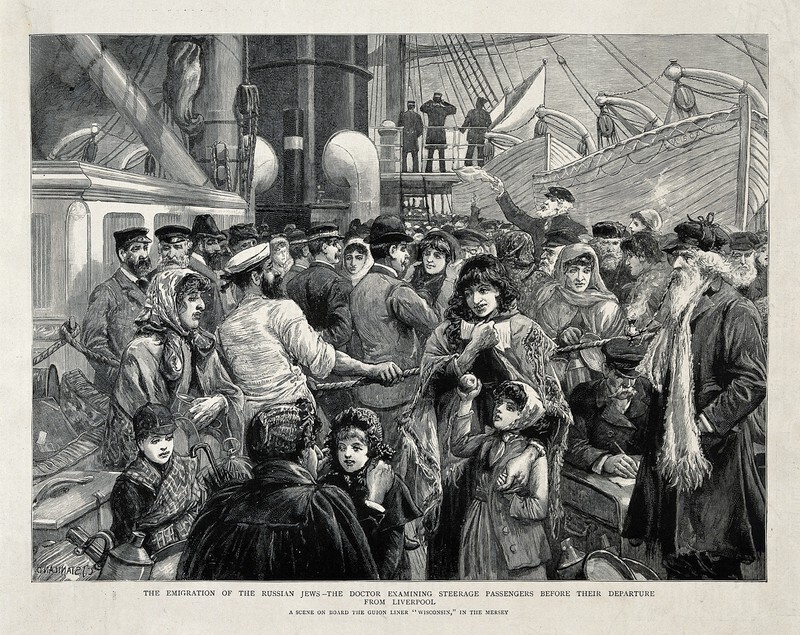 THE EMIGRATION OF THE RUSSIAN JEWS–THE DOCTOR EXAMINING STEERAGE PASSENGERS BEFORE THEIR DEPARTURE
FROM LIVERPOOL
A SCENE ON BOARD THE GUION LINER "WISCONSIN," IN THE MERSEY